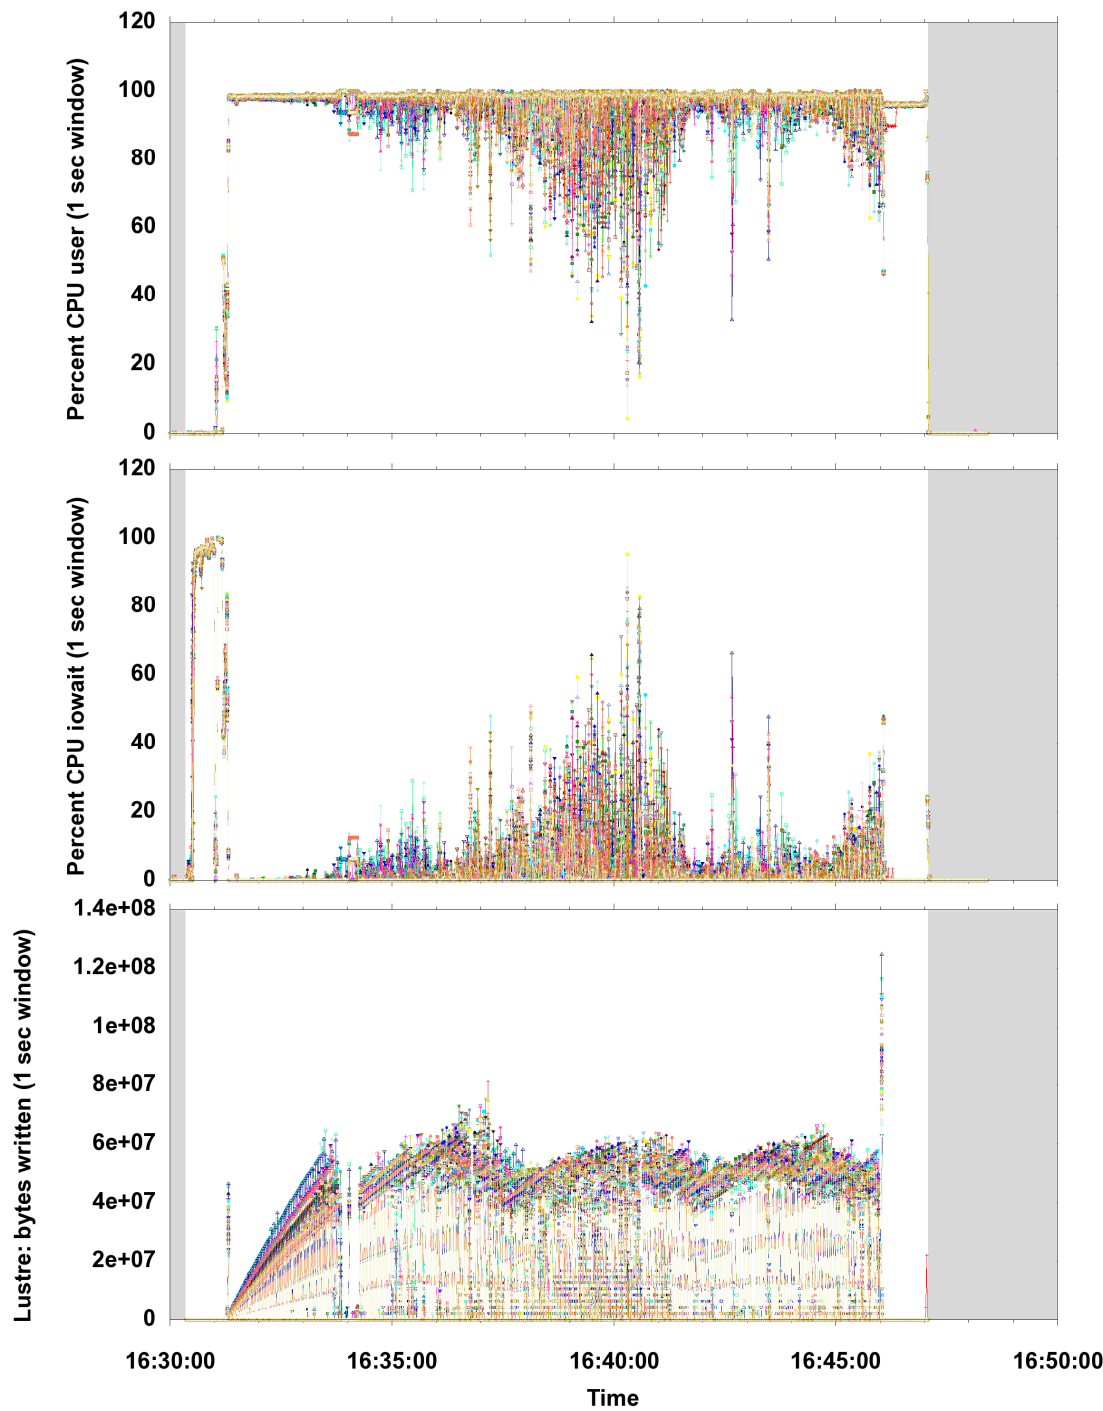 120
100
80
60
40
20
0
Percent CPU user (1 sec window)
120
100
80
60
40
20
0
Percent CPU iowait (1 sec window)
1.4e+08
1.2e+08
1e+08
8e+07
6e+07
4e+07
2e+07
0
Lustre: bytes written (1 sec window)
16:30:00 16:35:00 16:40:00 16:45:00 16:50:00
Time